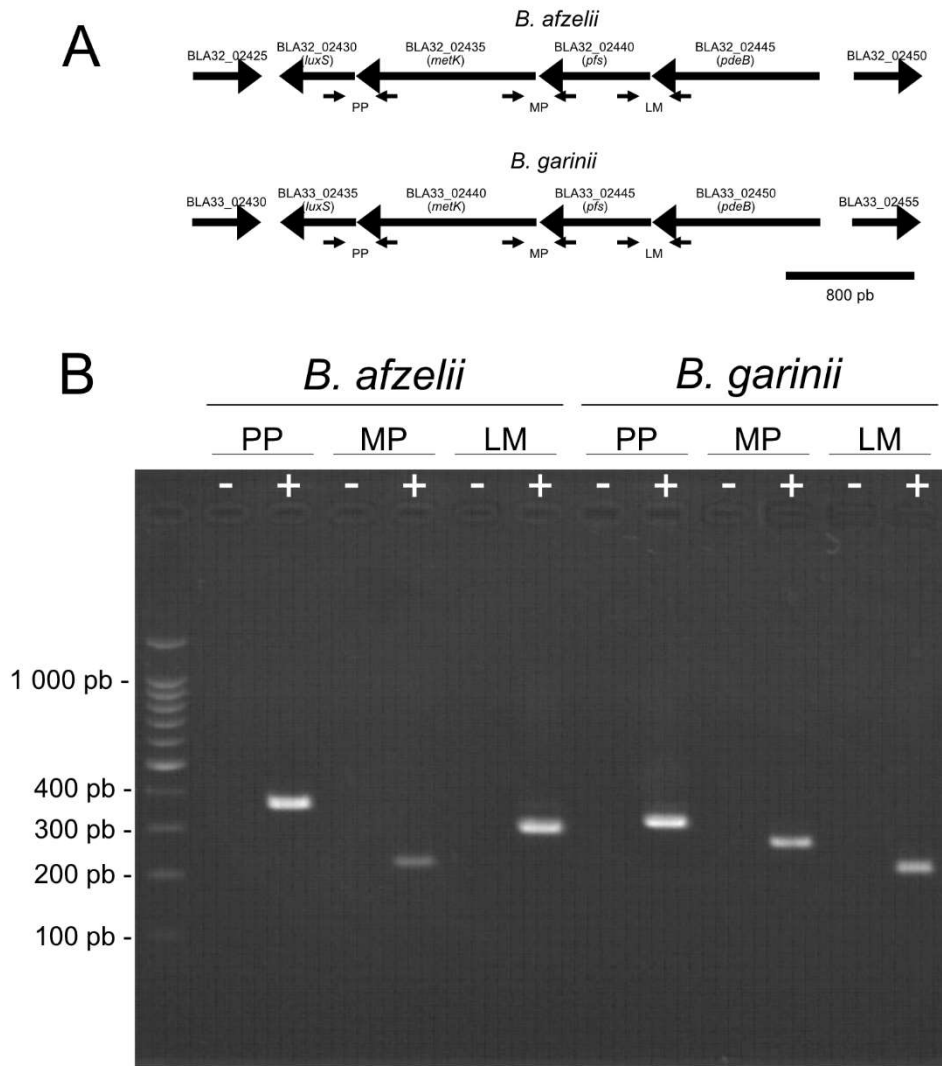 A
B. afzelii
BLA32_02425 BLA32_02430 BLA32_02435 BLA32_02440 BLA32_02445 BLA32_02450
(luxS) (metK) (pfs) (pdeB)
PP MP LM
B. garinii
BLA33_02430 BLA33_02435 BLA33_02440 BLA33_02445 BLA33_02450 BLA33_02455
(luxS) (metK) (pfs) (pdeB)
PP MP LM
800 pb
B
B. afzelii B. garinii
PP MP LM PP MP LM
- + - + - + - + - + - +
1 000 pb -
400 pb -
300 pb -
200 pb -
100 pb -